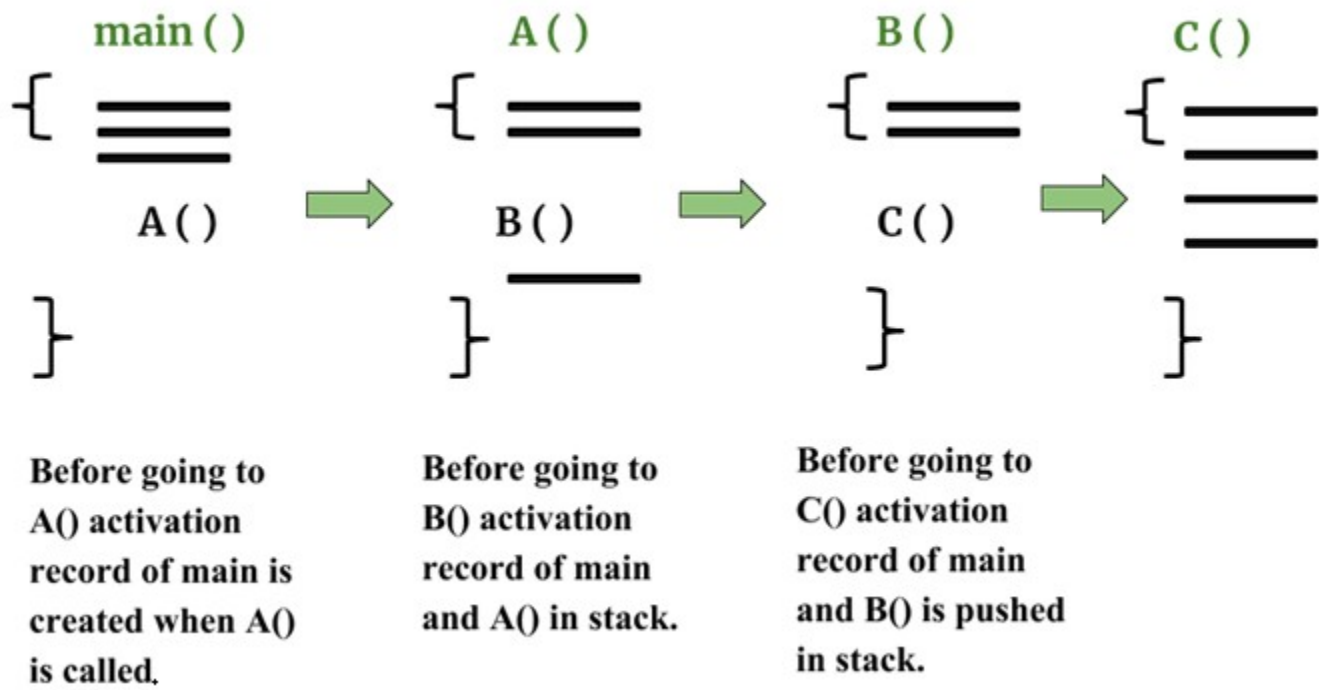 main ( )
A ( )
B ( )
C ( )
{
{
{
{
A ( )
B ( )
C ( )
}
}
}
}
Before going to
A() activation
record of main is
created when A()
is called.
Before going to
B() activation
record of main
and A() in stack.
Before going to
C() activation
record of main
and B() is pushed
in stack.